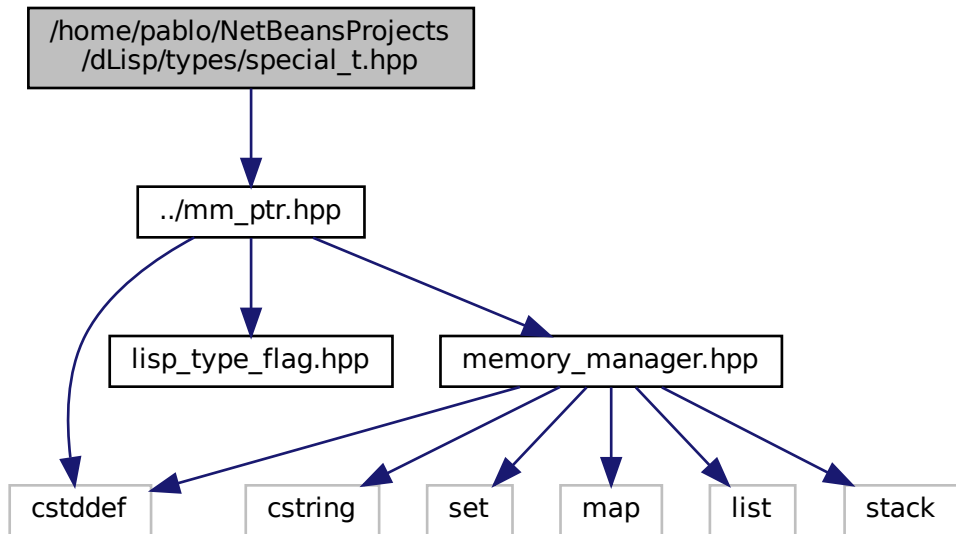 /home/pablo/NetBeansProjects
/dLisp/types/special_t.hpp
../mm_ptr.hpp
lisp_type_flag.hpp
memory_manager.hpp
cstddef
cstring
set
map
list
stack